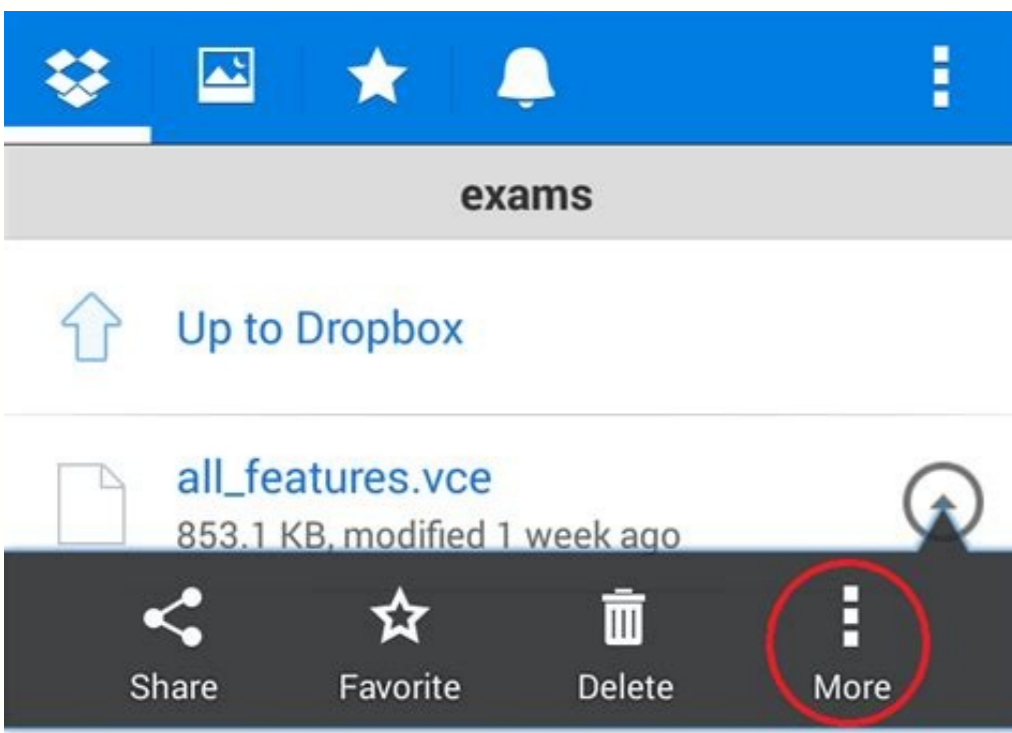 exams
Up to Dropbox
all_features.vce
853.1 KB, modified 1 week ago
Share Favorite Delete More